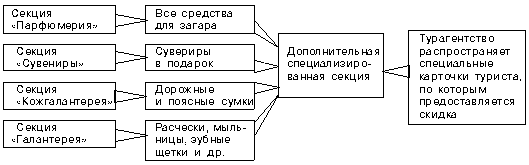 Секция
«Парфюмерия»
Все средства
для загара
Секция
«Сувениры»
Сувериры
в подарок
Секция
«Кожгалантерея»
Дорожные
и поясные сумки
Секция
«Галантерея»
Расчески, мыль-
ницы, зубные
щетки и др.
Дополнительная
специализиро-
ванная секция
Турагентство
распространяет
специальные
карточки туриста,
по которым
предоставляется
скидка